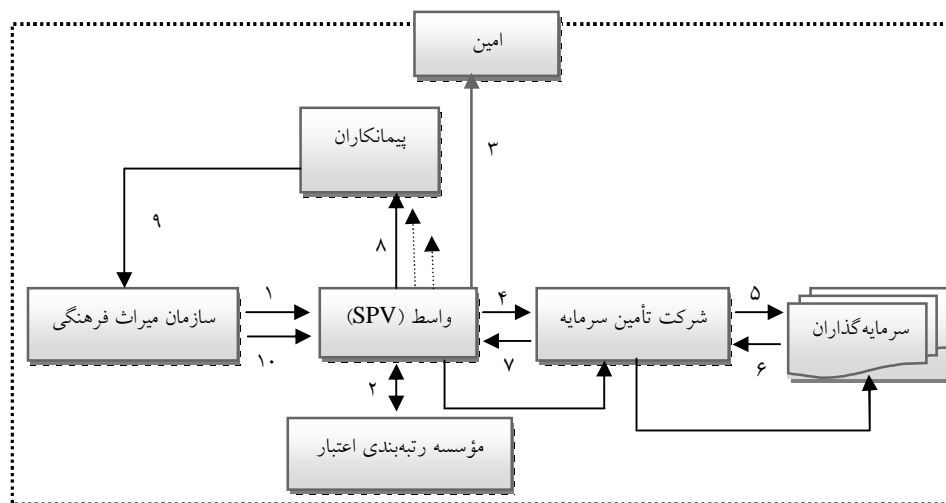 امین
پیمانکاران
۳
۹
۸
۱
۴
۵
سازمان میراث فرهنگی
واسط (SPV)
شرکت تأمین سرمایه
سرمایه‌گذاران
۱۰
۷
۶
۲
مؤسسه رتبه‌بندی اعتبار